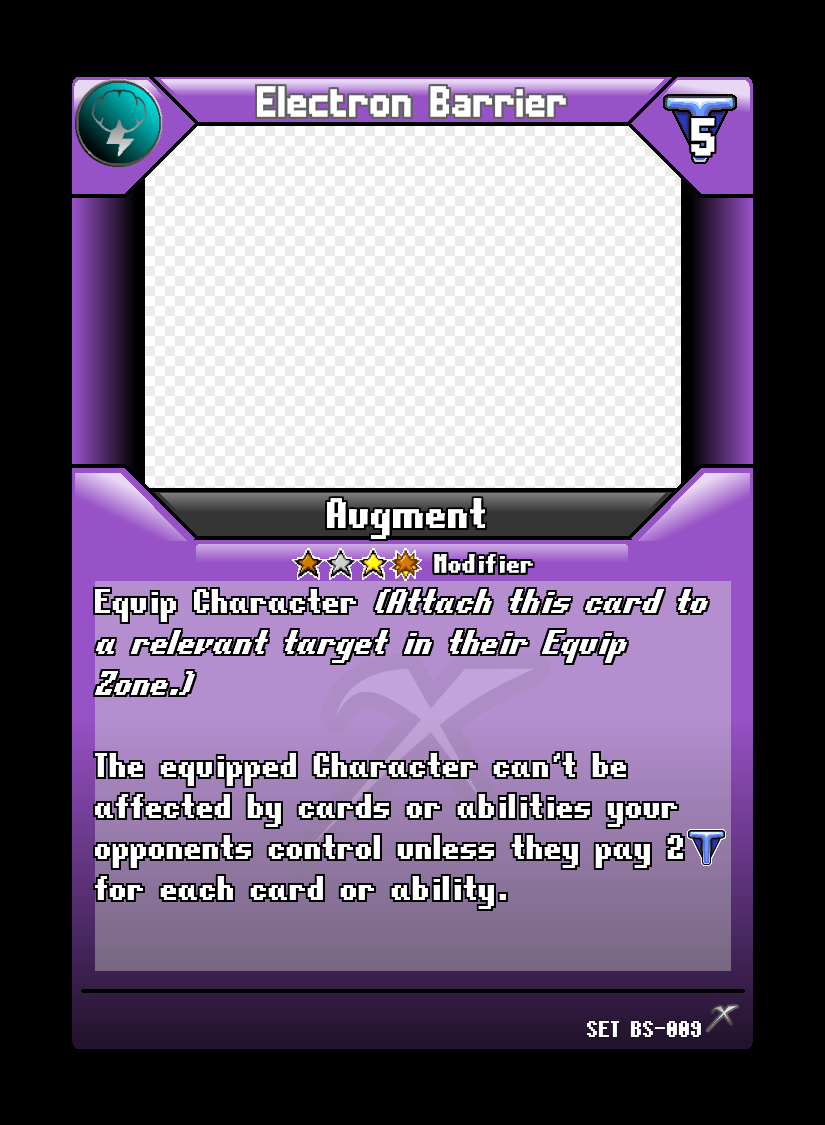 Electron Barrier
5
Augment
Modifier
Equip Character (Attach this card to
a relevant target in their Equip
Zone.)
The equipped Character can't be
affected by cards or abilities your
opponents control unless they pay 2
for each card or ability.
SET BS-009